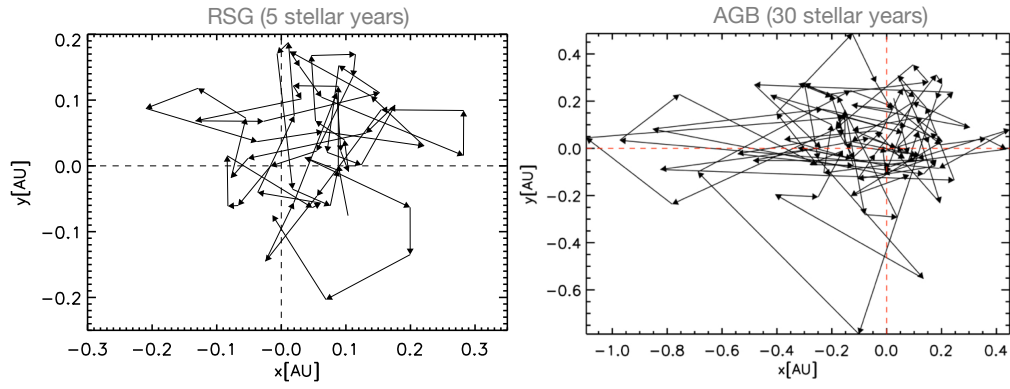 RSG (5 stellar years)
AGB (30 stellar years)
0.2
0.1
0.0
−0.1
−0.2
y[AU]
−0.3 −0.2 −0.1 −0.0 0.1 0.2 0.3
x[AU]
0.4
0.2
0.0
−0.2
−0.4
−0.6
y[AU]
−1.0 −0.8 −0.6 −0.4 −0.2 0.0 0.2 0.4
x[AU]